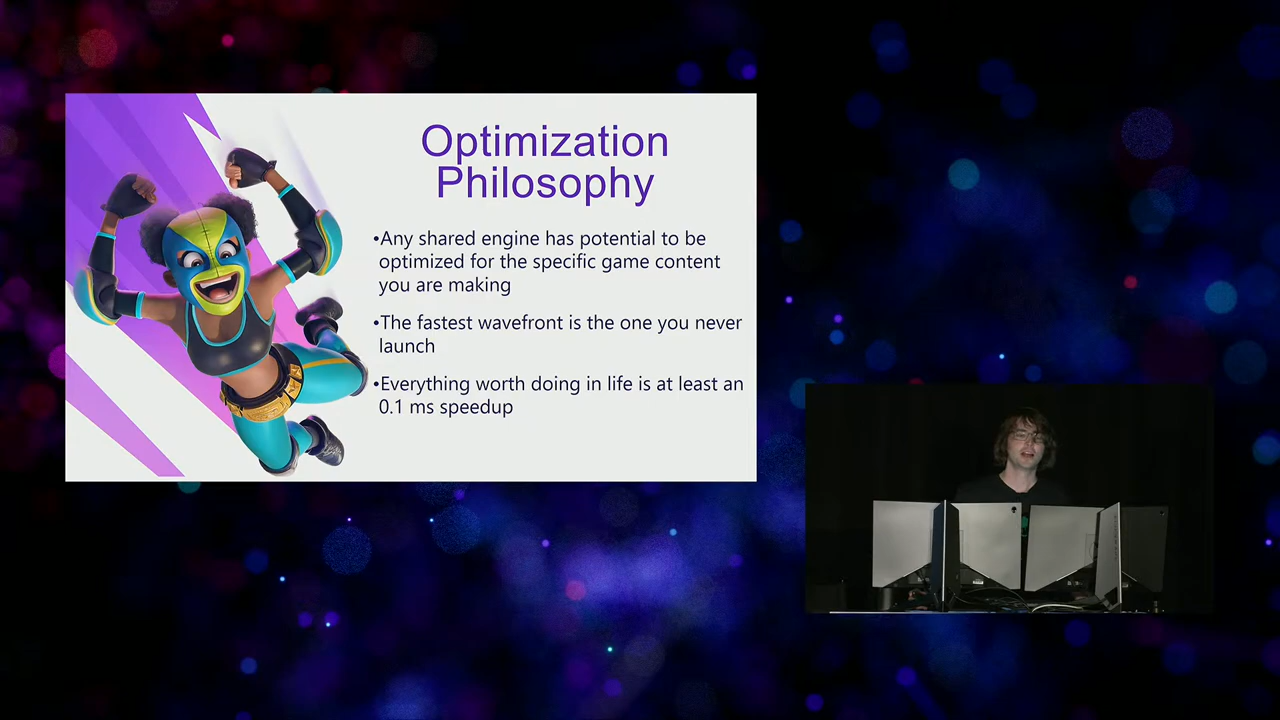 Optimization
Philosophy
•Any shared engine has potential to be
optimized for the specific game content
you are making
•The fastest wavefront is the one you never
launch
•Everything worth doing in life is at least an
0.1 ms speedup